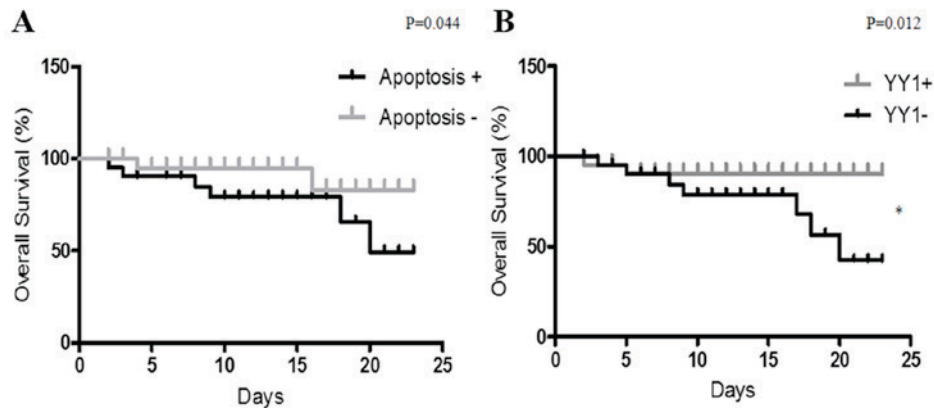 A
P=0.044
150
100
50
0
Overall Survival (%)
Apoptosis +
Apoptosis -
0 5 10 15 20 25
Days
B
P=0.012
150
100
50
0
Overall Survival (%)
YY1+
YY1-
*
0 5 10 15 20 25
Days